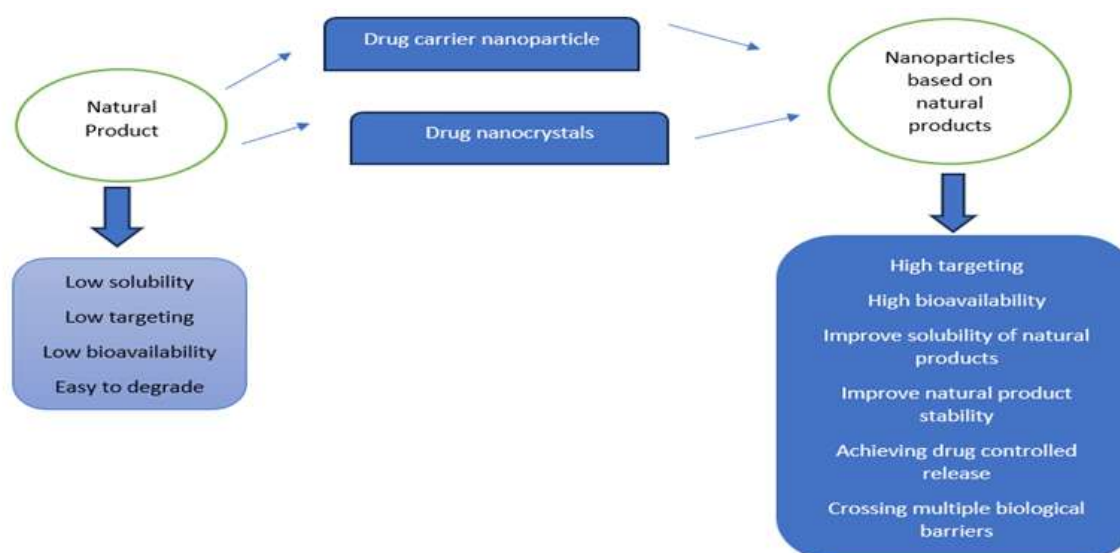 Natural
Product
Drug carrier nanoparticle
Drug nanocrystals
Nanoparticles
based on
natural
products
Low solubility
Low targeting
Low bioavailability
Easy to degrade
High targeting
High bioavailability
Improve solubility of natural
products
Improve natural product
stability
Achieving drug controlled
release
Crossing multiple biological
barriers